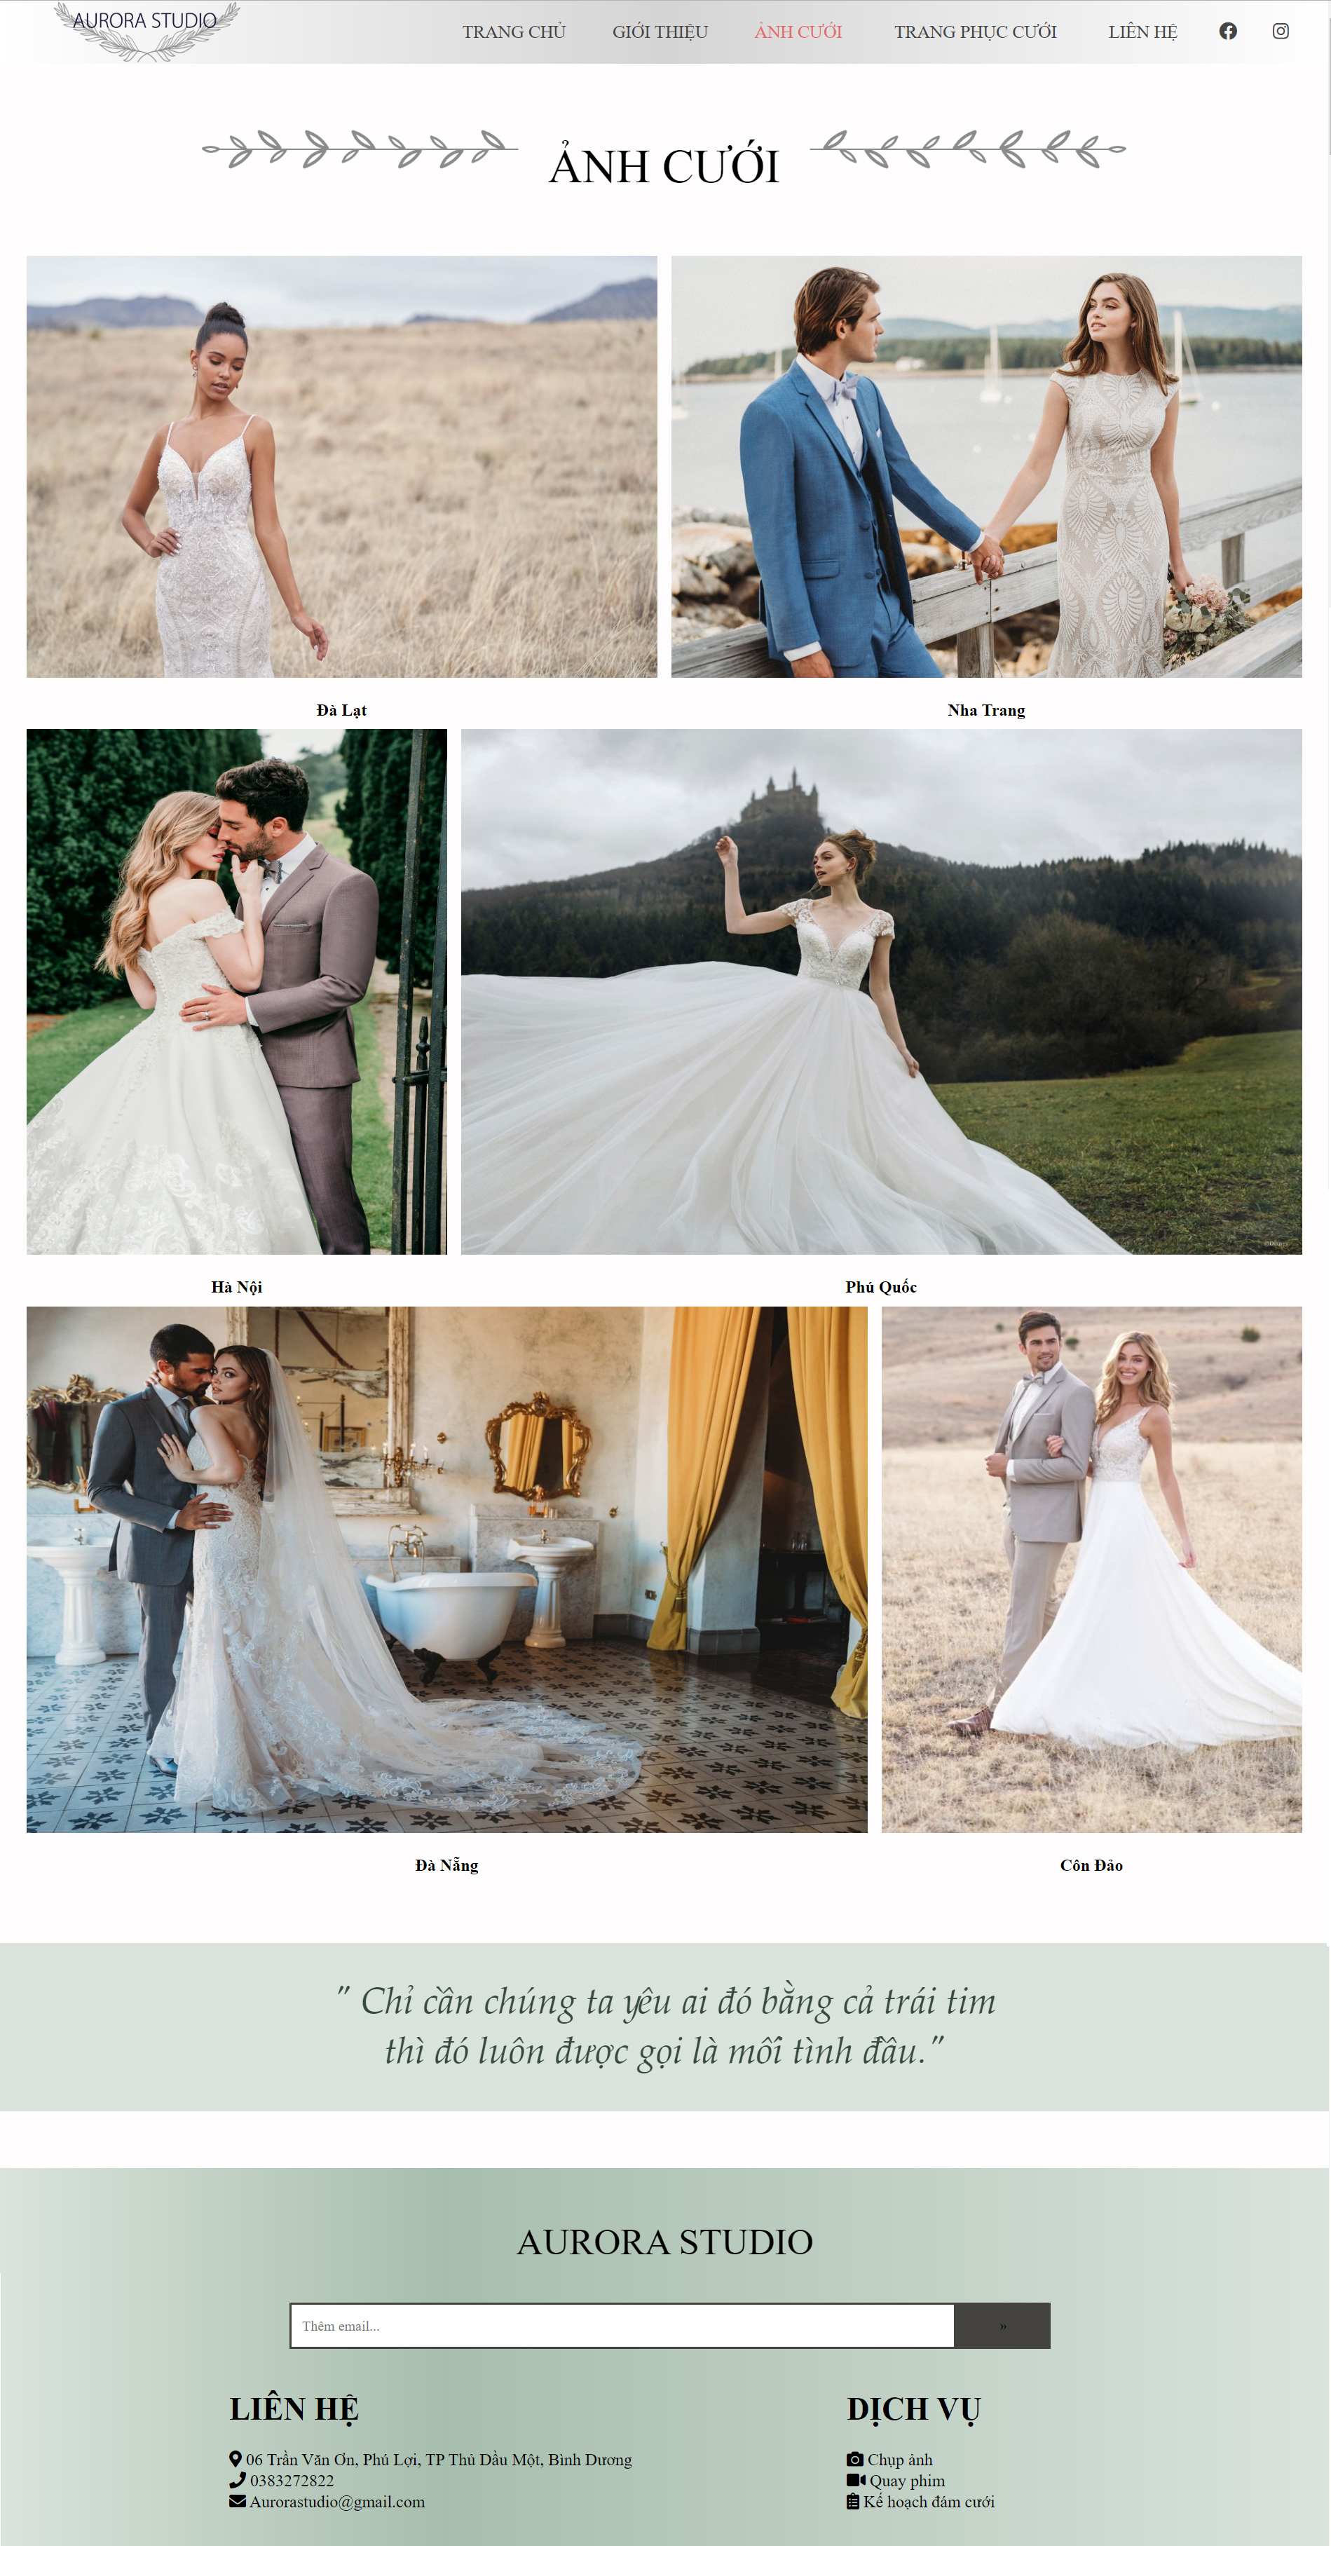 AURORA STUDIO
TRANG CHỦ GIỚI THIỆU ẢNH CƯỚI TRANG PHỤC CƯỚI LIÊN HỆ
ẢNH CƯỚI
Đà Lạt Nha Trang
Hà Nội Phú Quốc
Đà Nẵng Côn Đảo
" Chỉ cần chúng ta yêu ai đó bằng cả trái tim
thì đó luôn được gọi là mối tình đầu."
AURORA STUDIO
Thêm email... »
LIÊN HỆ
06 Trần Văn Ơn, Phú Lợi, TP Thủ Dầu Một, Bình Dương
0383272822
Aurorastudio@gmail.com
DỊCH VỤ
Chụp ảnh
Quay phim
Kế hoạch đám cưới